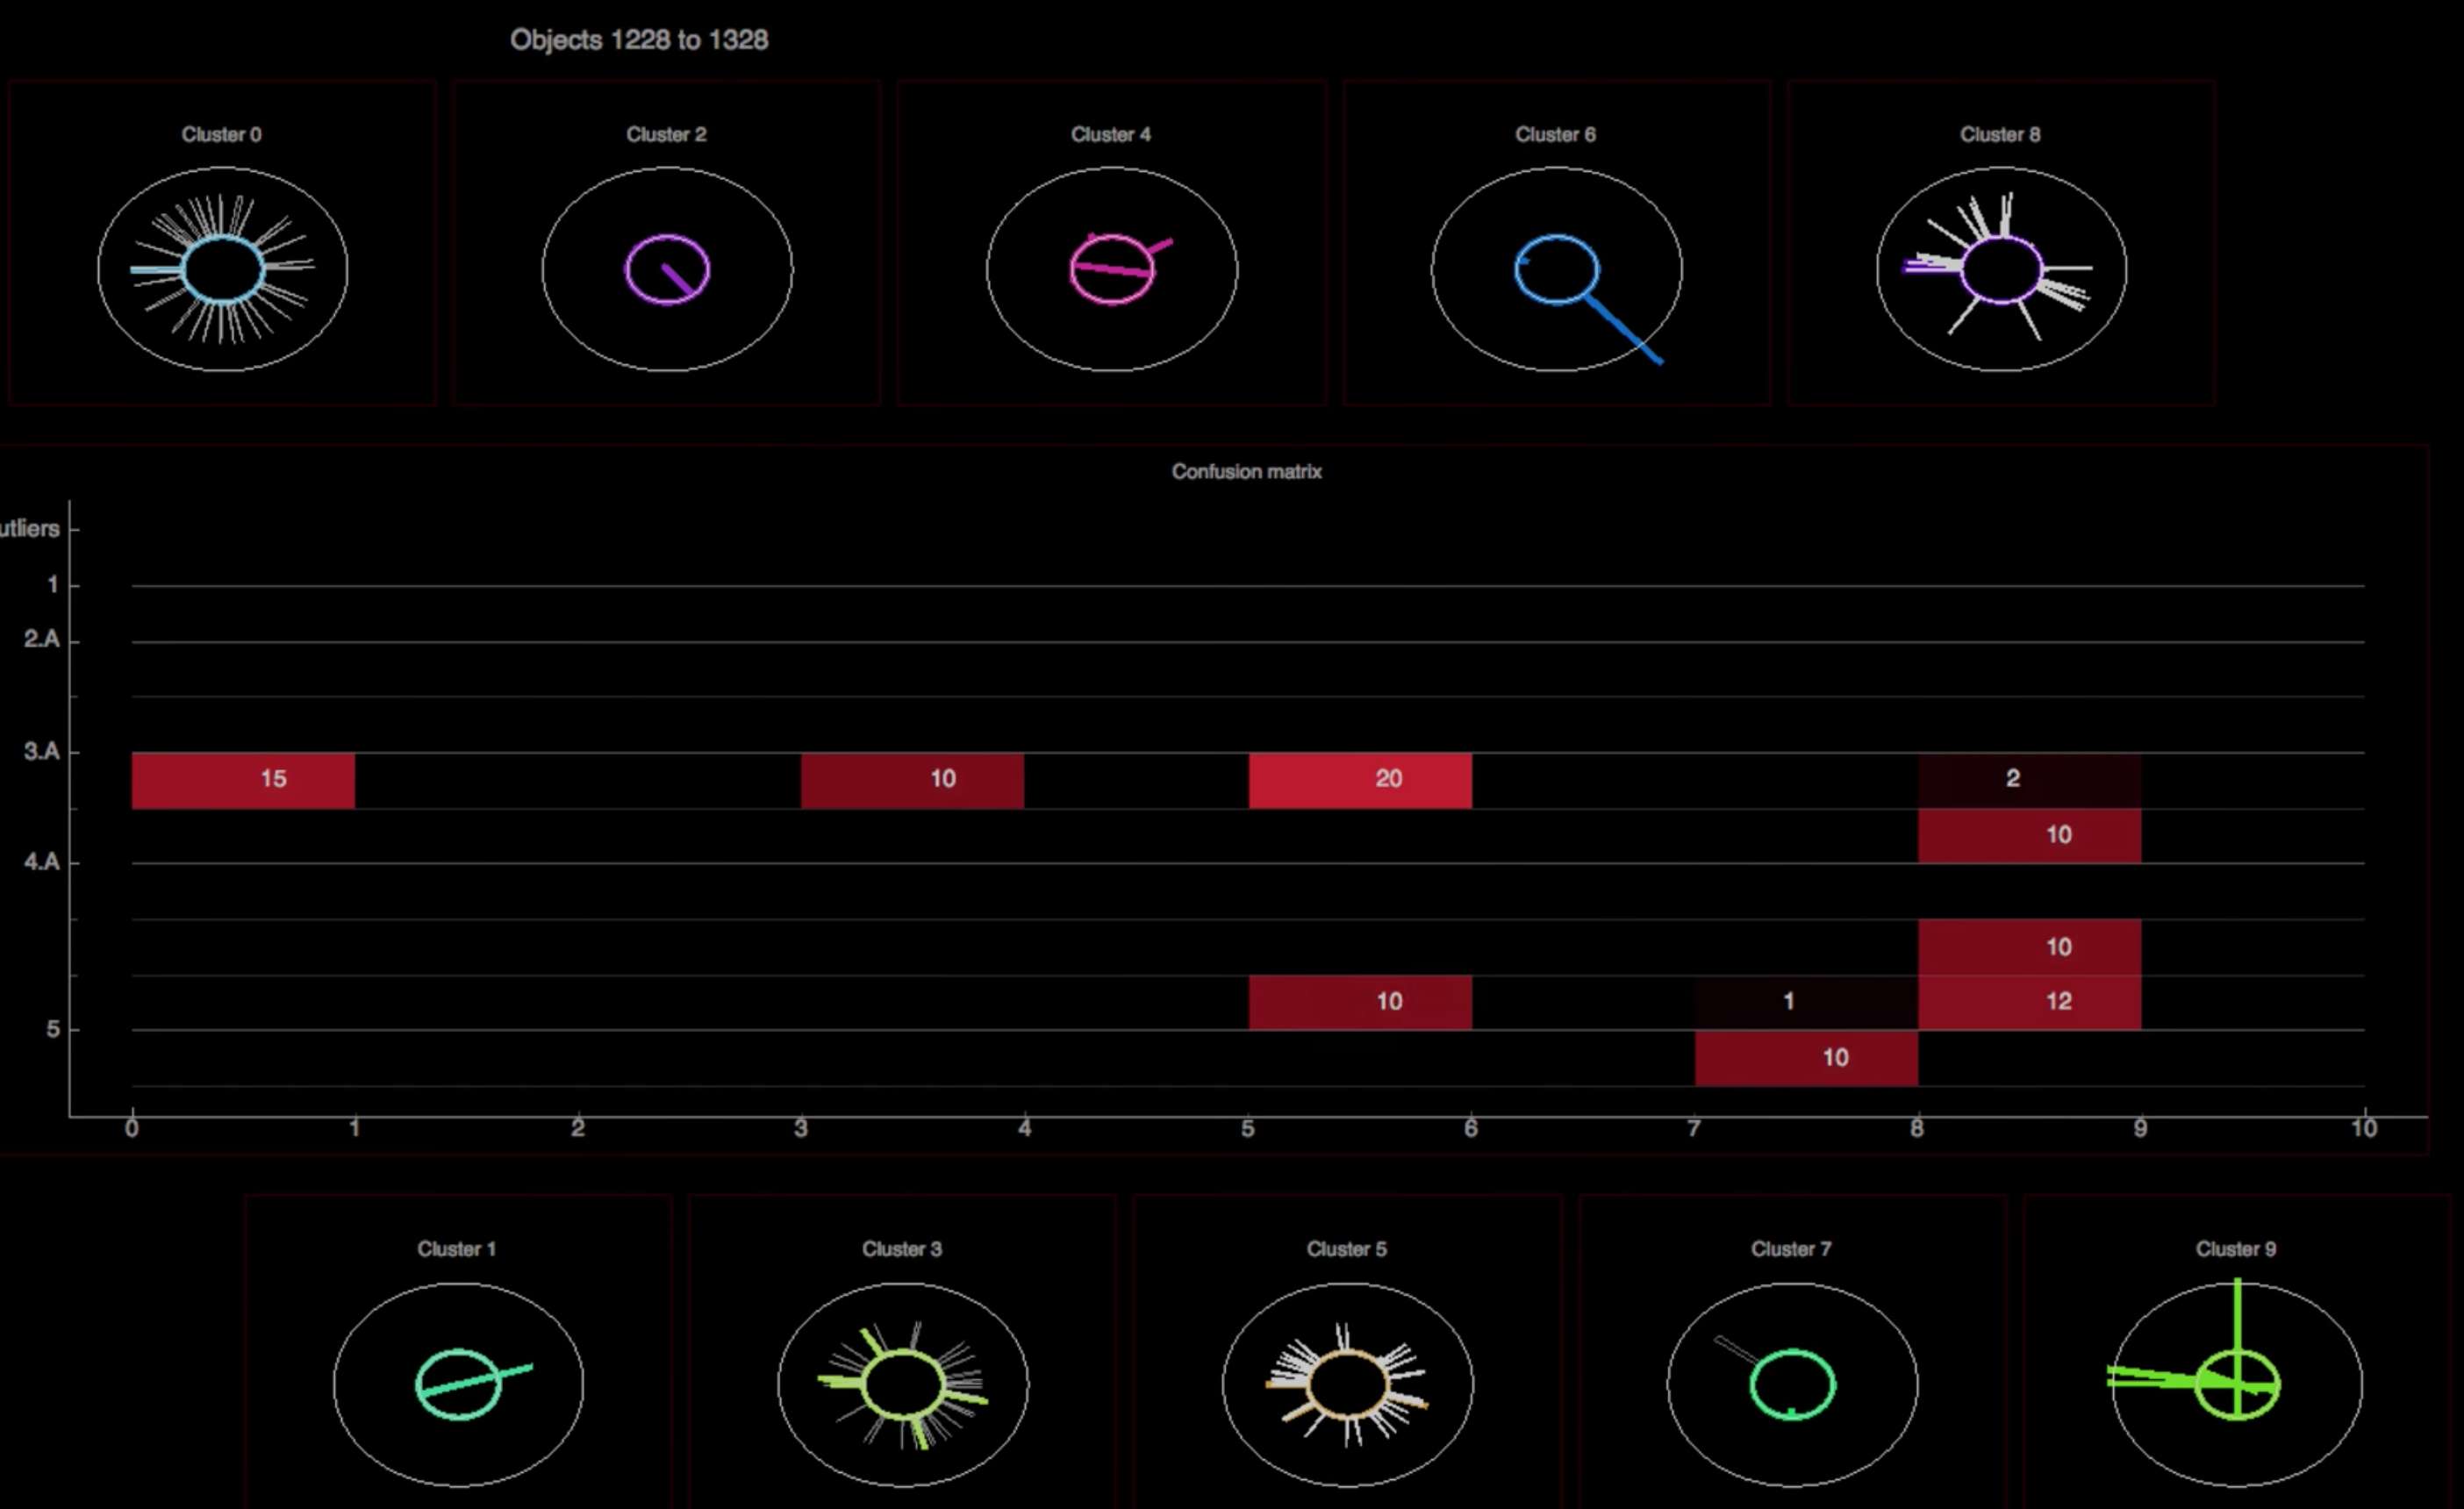 Objects 1228 to 1328
Cluster 0 Cluster 2 Cluster 4 Cluster 6 Cluster 8
Confusion matrix
utliers
1
2.A
3.A
15 10 20 2
10
4.A
10
10 1 12
5
10
0 1 2 3 4 5 6 7 8 9 10
Cluster 1 Cluster 3 Cluster 5 Cluster 7 Cluster 9